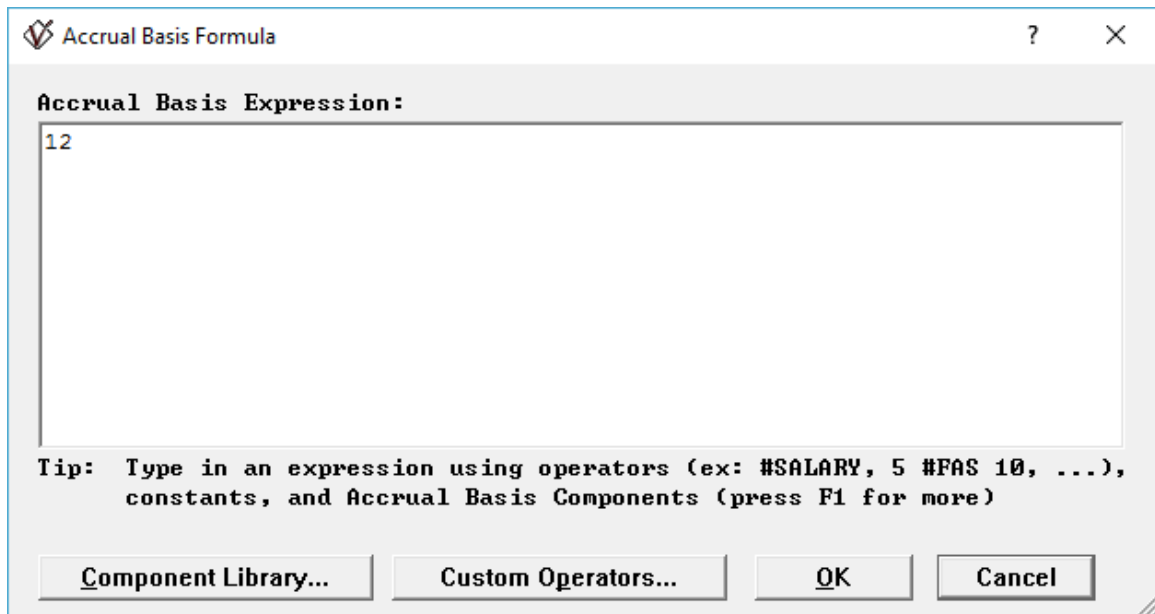 Accrual Basis Formula ? ×
Accrual Basis Expression:
12
Tip: Type in an expression using operators (ex: #SALARY, 5 #FAS 10, ...),
constants, and Accrual Basis Components (press F1 for more)
Component Library... Custom Operators... OK Cancel